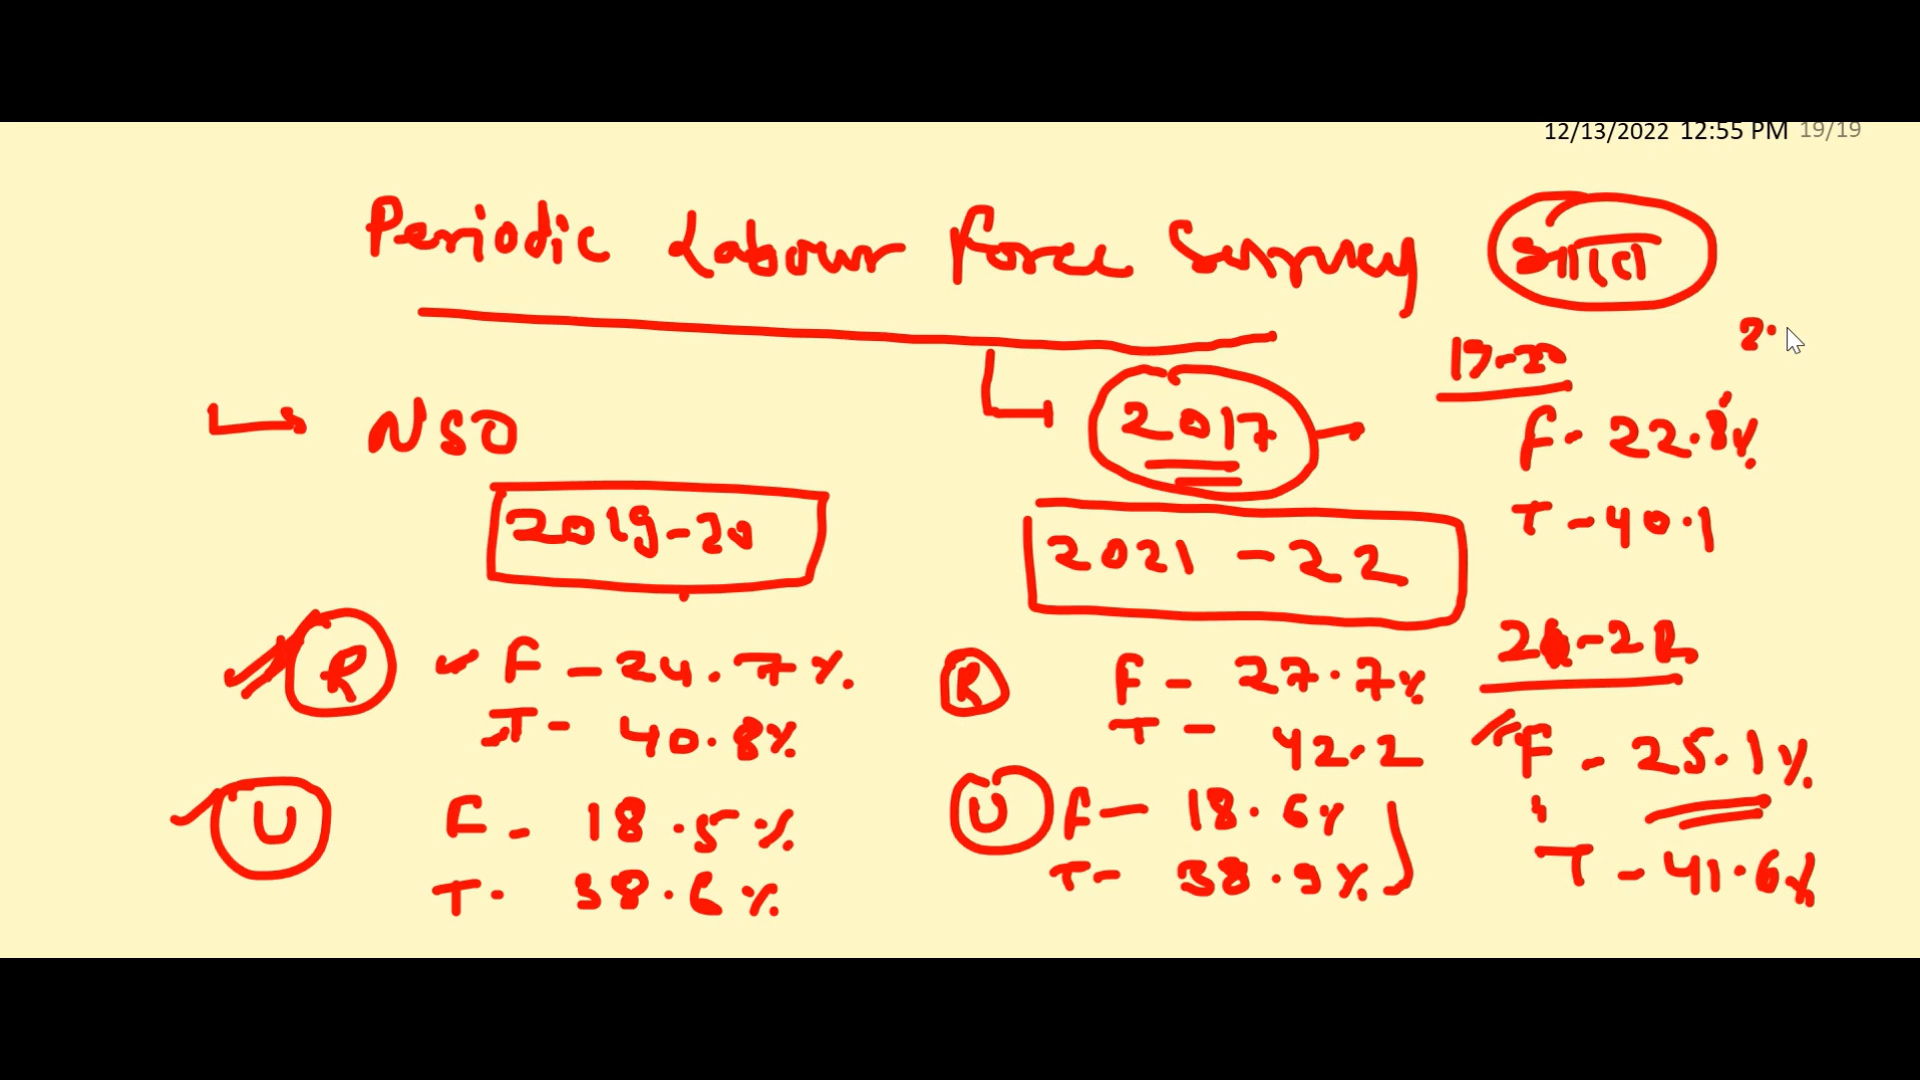 12/13/2022 12:55 PM 19/19
Periodic Labour Force Survey
NSO
2017
2019-20
R F - 24.7%
T - 40.8%
U F - 18.5%
T - 38.6%
2021 - 22
R F - 27.7%
T - 42.2
U F - 18.6%
T - 38.9%
19-20
F - 22.8%
T - 40.1
21-22
F - 25.1%
T - 41.6%